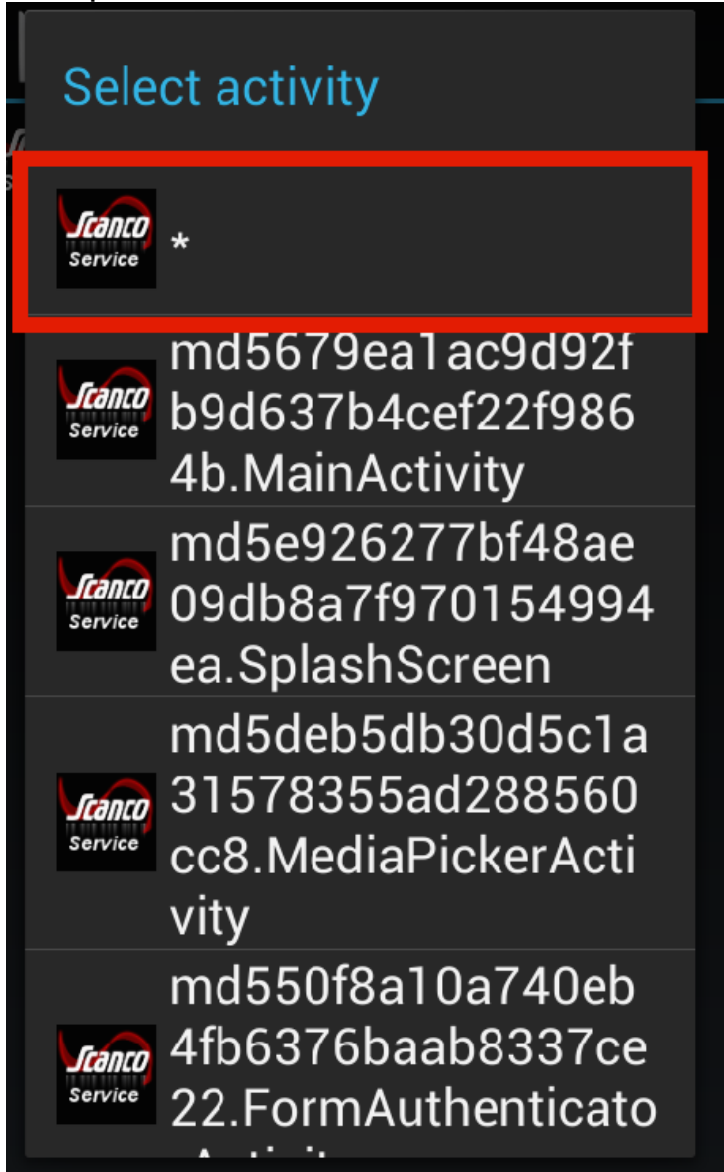 Select activity
Scanco
Service
*
md5679ea1ac9d92f
b9d637b4cef22f986
4b.MainActivity
Scanco
Service
md5e926277bf48ae
09db8a7f970154994
ea.SplashScreen
Scanco
Service
md5deb5db30d5c1a
31578355ad288560
cc8.MediaPickerActi
vity
Scanco
Service
md550f8a10a740eb
4fb6376baab8337ce
22.FormAuthenticato
Scanco
Service